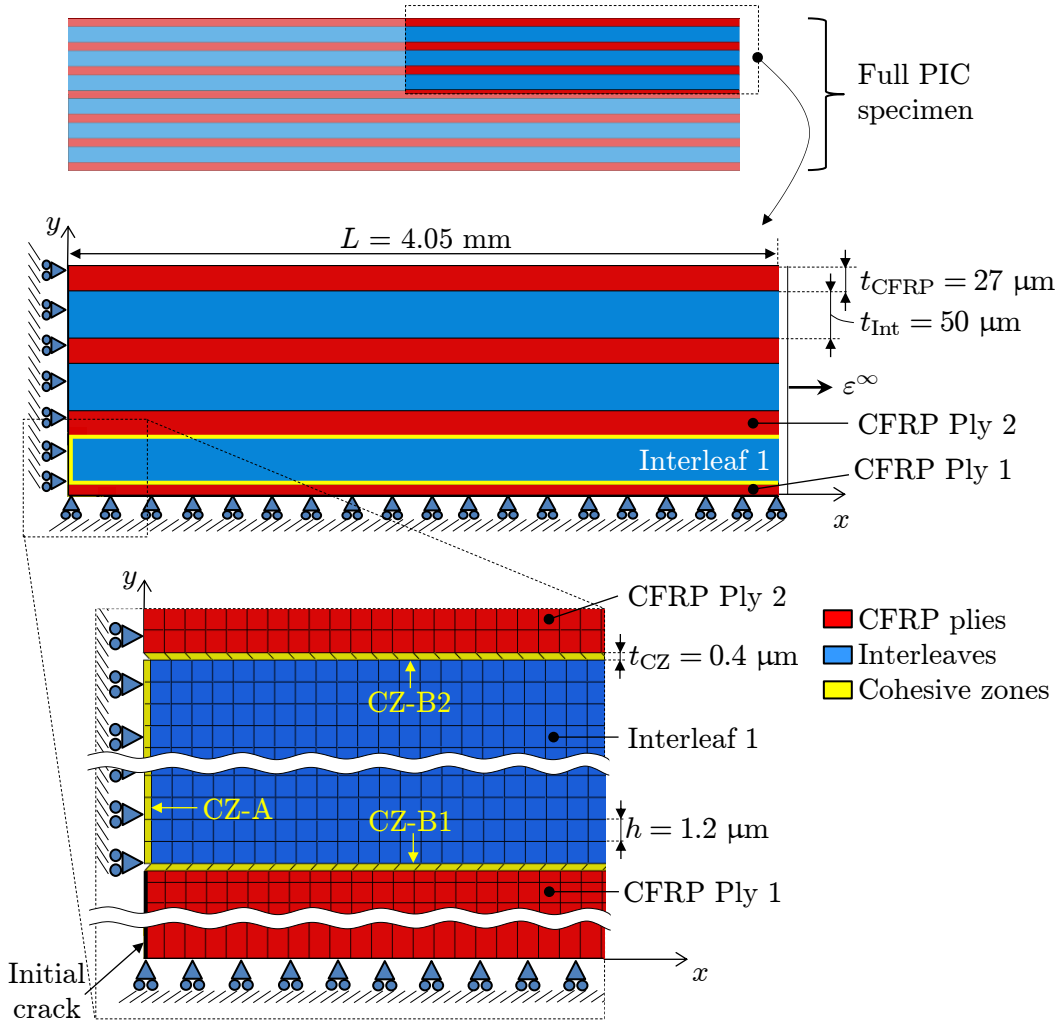 Full PIC
specimen
y
L = 4.05 mm
t_CFRP = 27 μm
t_Int = 50 μm
ε^∞
CFRP Ply 2
Interleaf 1
CFRP Ply 1
x
y
CFRP Ply 2
t_CZ = 0.4 μm
CZ-B2
Interleaf 1
CZ-A
CZ-B1
h = 1.2 μm
CFRP Ply 1
x
Initial
crack
CFRP plies
Interleaves
Cohesive zones